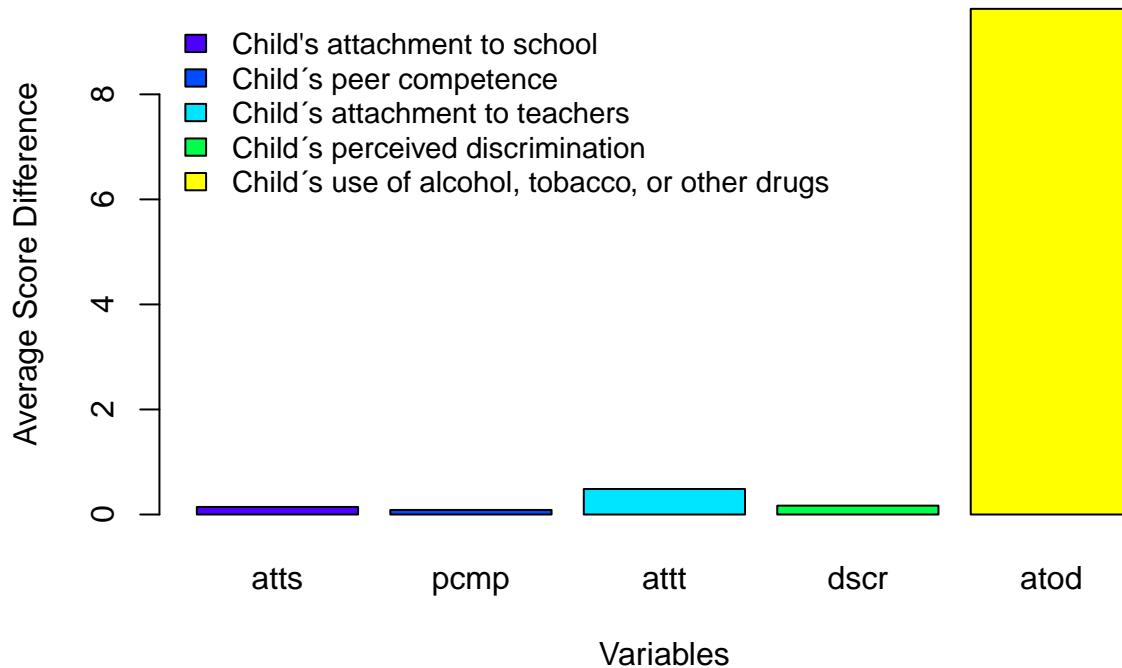 Child's attachment to school
Child´s peer competence
Child´s attachment to teachers
Child´s perceived discrimination
Child´s use of alcohol, tobacco, or other drugs
Average Score Difference
8
6
4
2
0
atts pcmp attt dscr atod
Variables